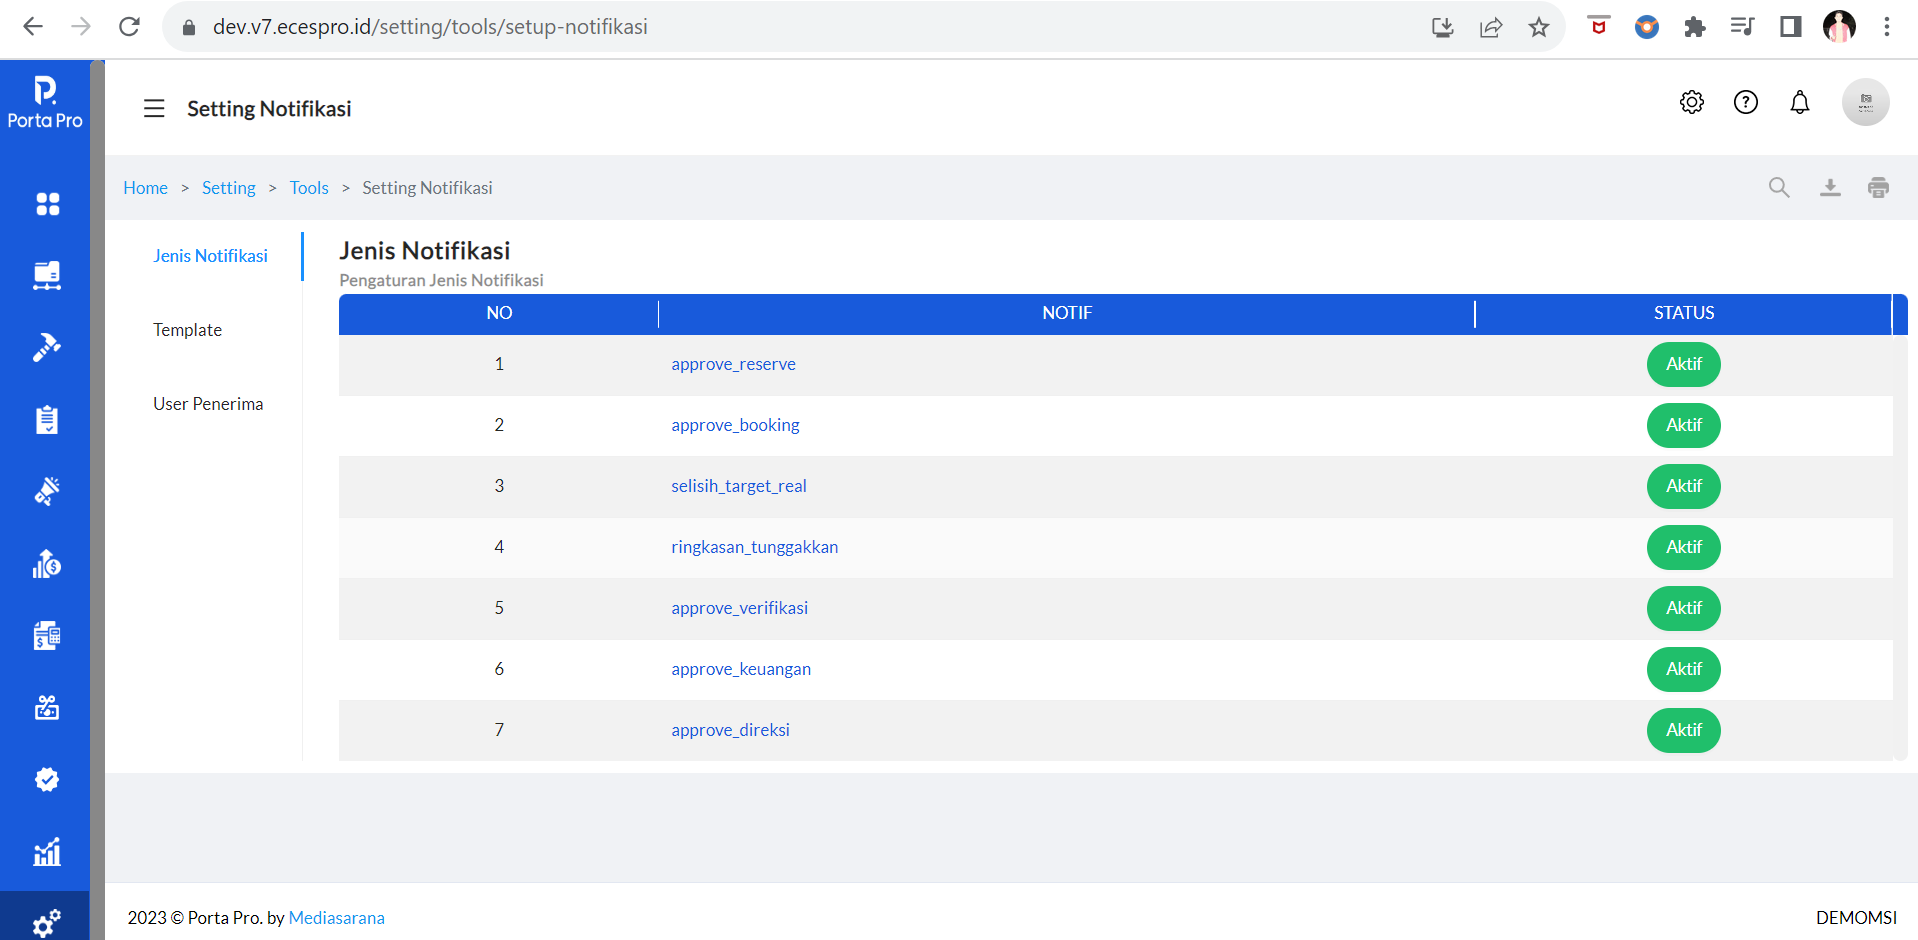 dev.v7.ecespro.id/setting/tools/setup-notifikasi
Porta Pro
Setting Notifikasi
Home > Setting > Tools > Setting Notifikasi
Jenis Notifikasi
Template
User Penerima
Jenis Notifikasi
Pengaturan Jenis Notifikasi
NO NOTIF STATUS
1 approve_reserve Aktif
2 approve_booking Aktif
3 selisih_target_real Aktif
4 ringkasan_tunggakkan Aktif
5 approve_verifikasi Aktif
6 approve_keuangan Aktif
7 approve_direksi Aktif
2023 © Porta Pro. by Mediasarana
DEMOMSI